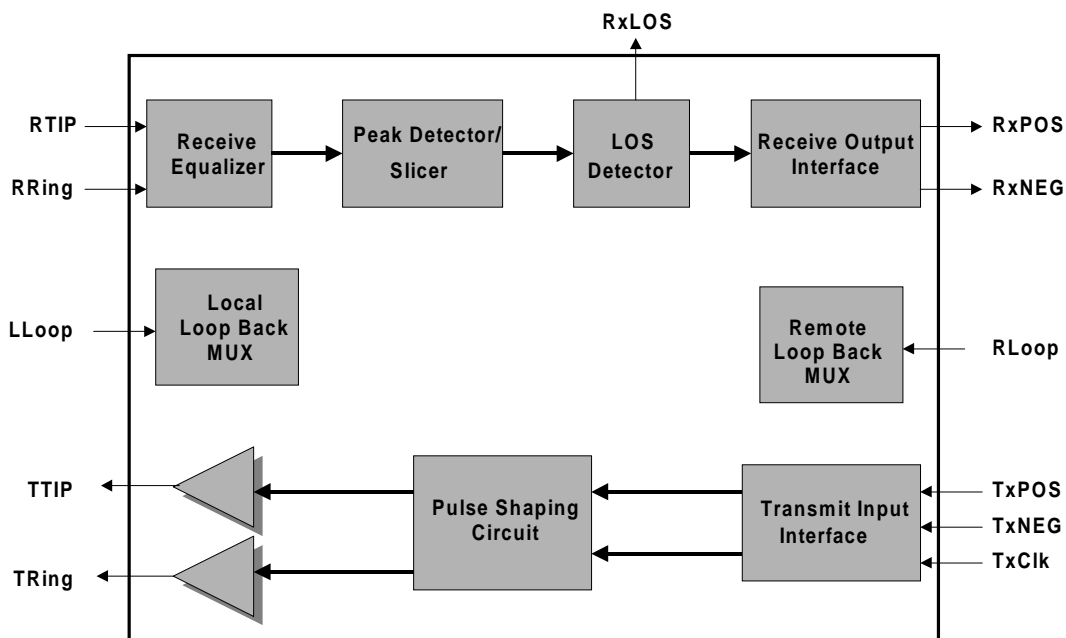 RxLOS
RTIP
RRing
Receive
Equalizer
Peak Detector/
Slicer
LOS
Detector
Receive Output
Interface
RxPOS
RxNEG
LLoop
Local
Loop Back
MUX
Remote
Loop Back
MUX
RLoop
TTIP
TRing
Pulse Shaping
Circuit
Transmit Input
Interface
TxPOS
TxNEG
TxClk